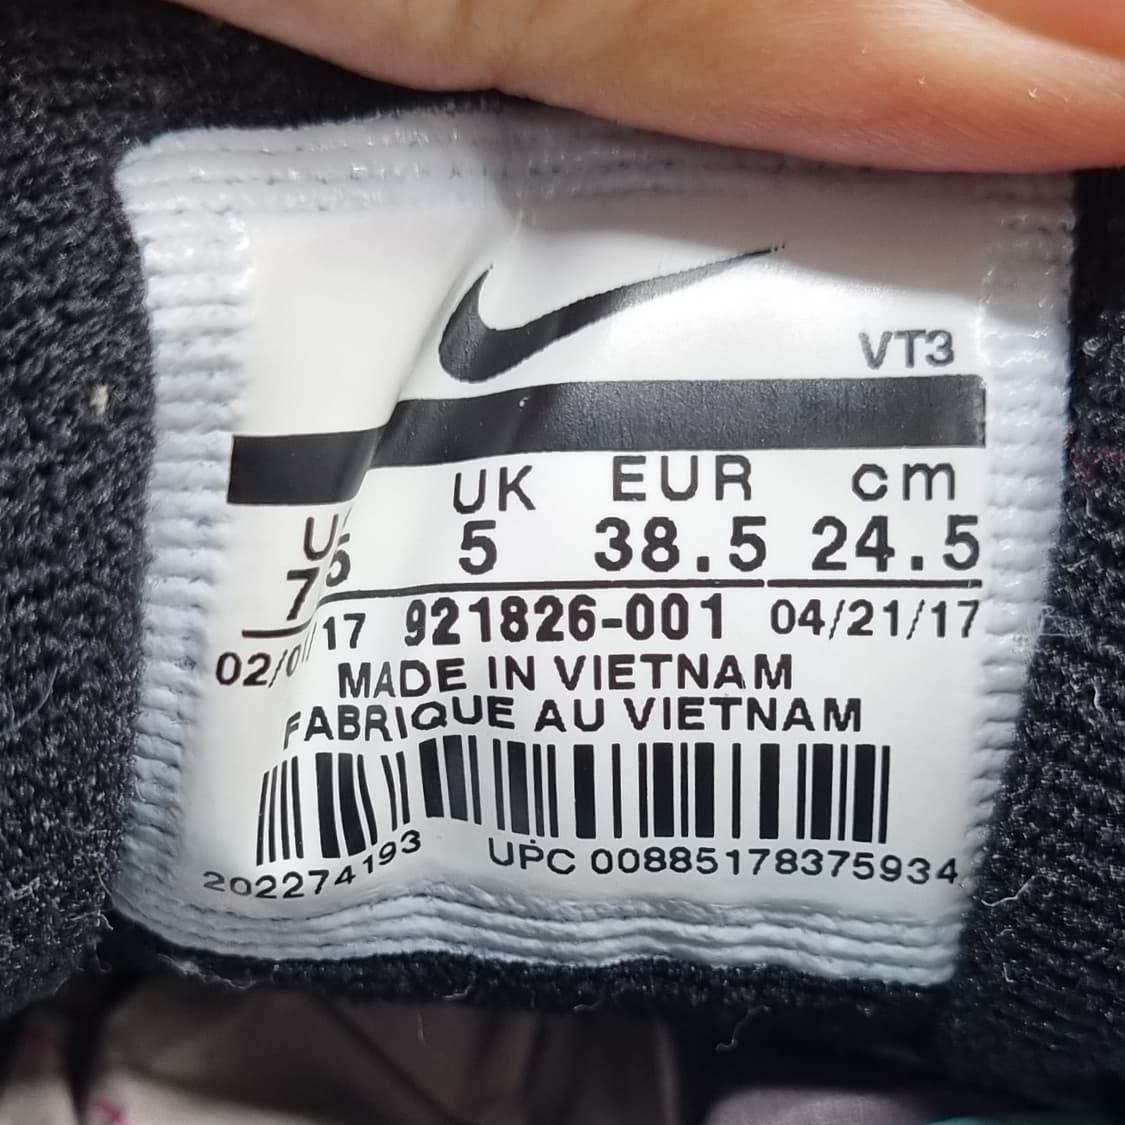 VT3
UK EUR cm
5 38.5 24.5
17 921826-001 04/21/17
MADE IN VIETNAM
FABRIQUE AU VIETNAM
202274193 UPC 00885178375934